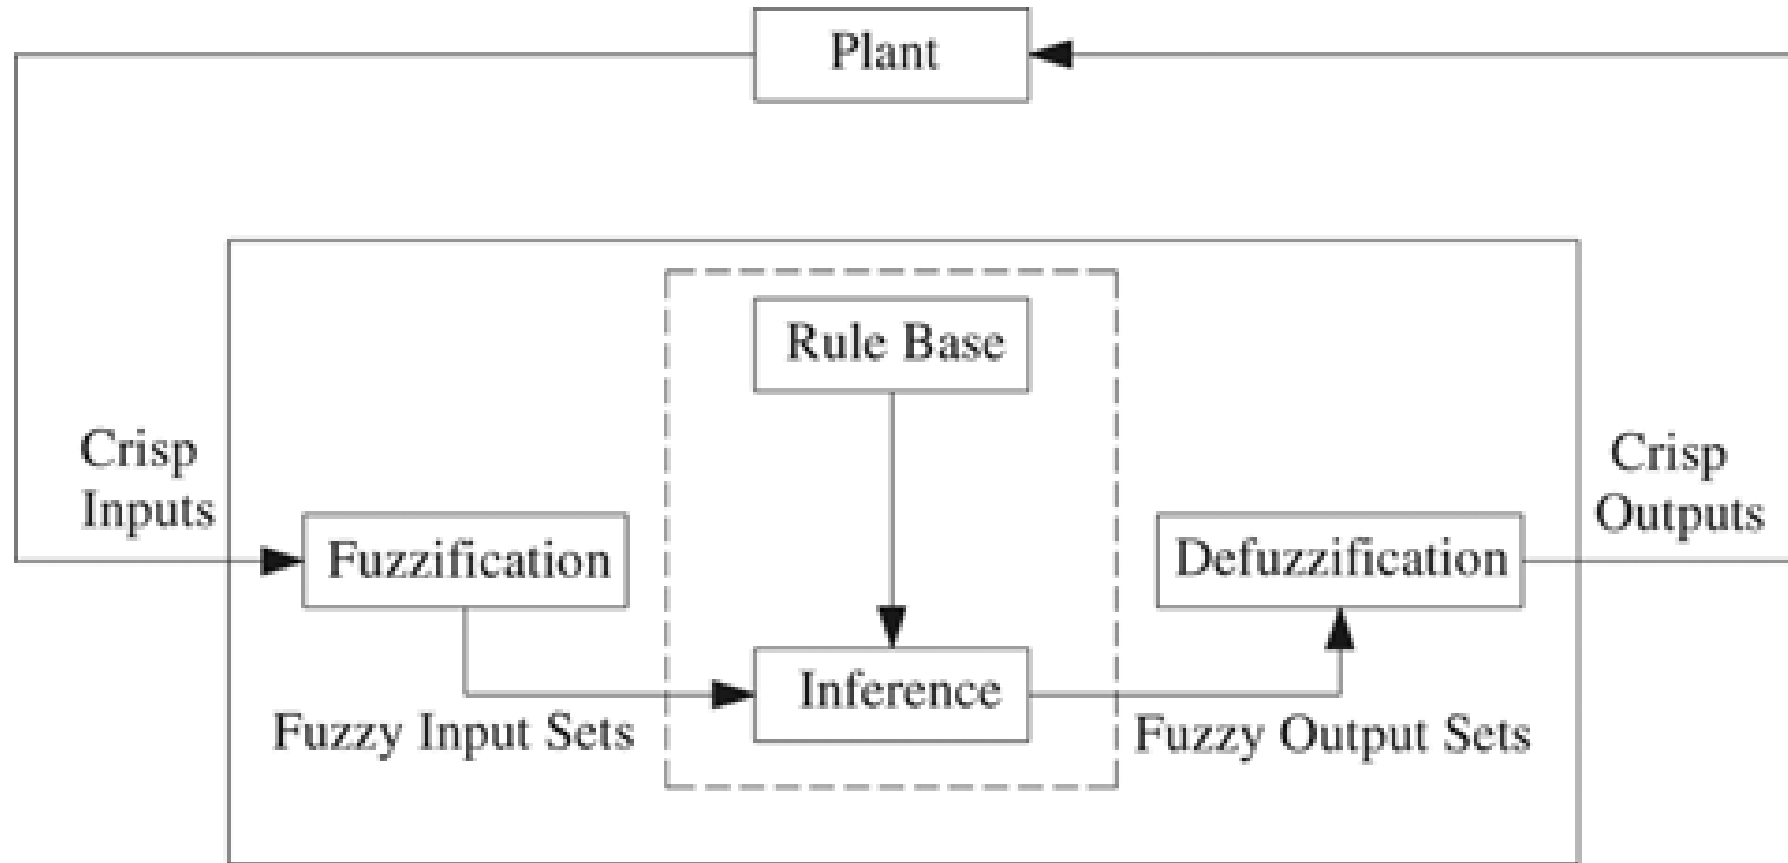 Plant
Rule Base
Crisp
Inputs
Crisp
Outputs
Fuzzification
Defuzzification
Inference
Fuzzy Input Sets
Fuzzy Output Sets